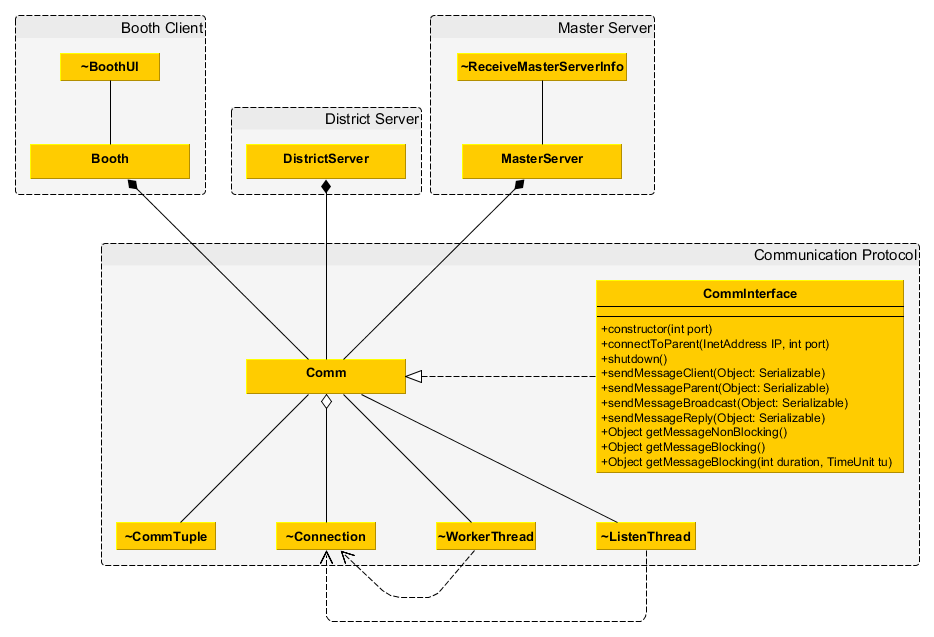 Booth Client
~BoothUI
Booth
District Server
DistrictServer
Master Server
~ReceiveMasterServerInfo
MasterServer
Communication Protocol
Comm
CommInterface
+constructor(int port)
+connectToParent(InetAddress IP, int port)
+shutdown()
+sendMessageClient(Object: Serializable)
+sendMessageParent(Object: Serializable)
+sendMessageBroadcast(Object: Serializable)
+sendMessageReply(Object: Serializable)
+Object getMessageNonBlocking()
+Object getMessageBlocking()
+Object getMessageBlocking(int duration, TimeUnit tu)
~CommTuple
~Connection
~WorkerThread
~ListenThread